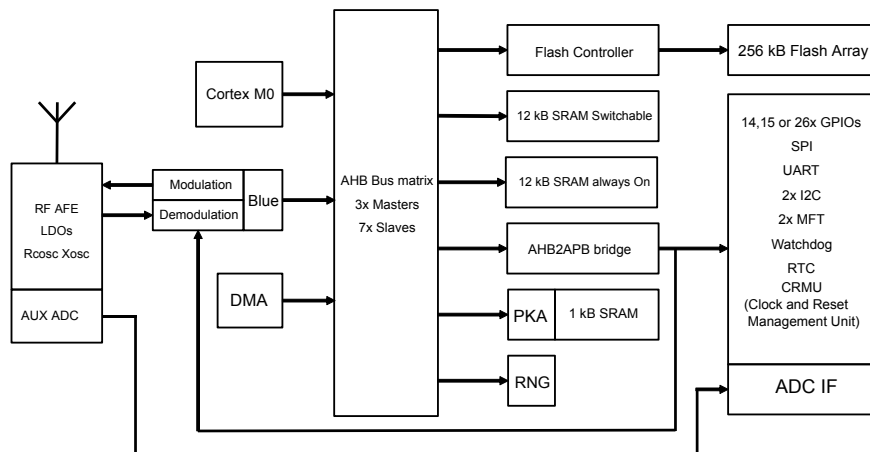 Flash Controller
256 kB Flash Array
Cortex M0
12 kB SRAM Switchable
14,15 or 26x GPIOs
SPI
UART
2x I2C
2x MFT
Watchdog
RTC
CRMU
(Clock and Reset
Management Unit)
Modulation
Demodulation
Blue
AHB Bus matrix
3x Masters
7x Slaves
12 kB SRAM always On
RF AFE
LDOs
Rcosc Xosc
AHB2APB bridge
DMA
AUX ADC
PKA
1 kB SRAM
RNG
ADC IF